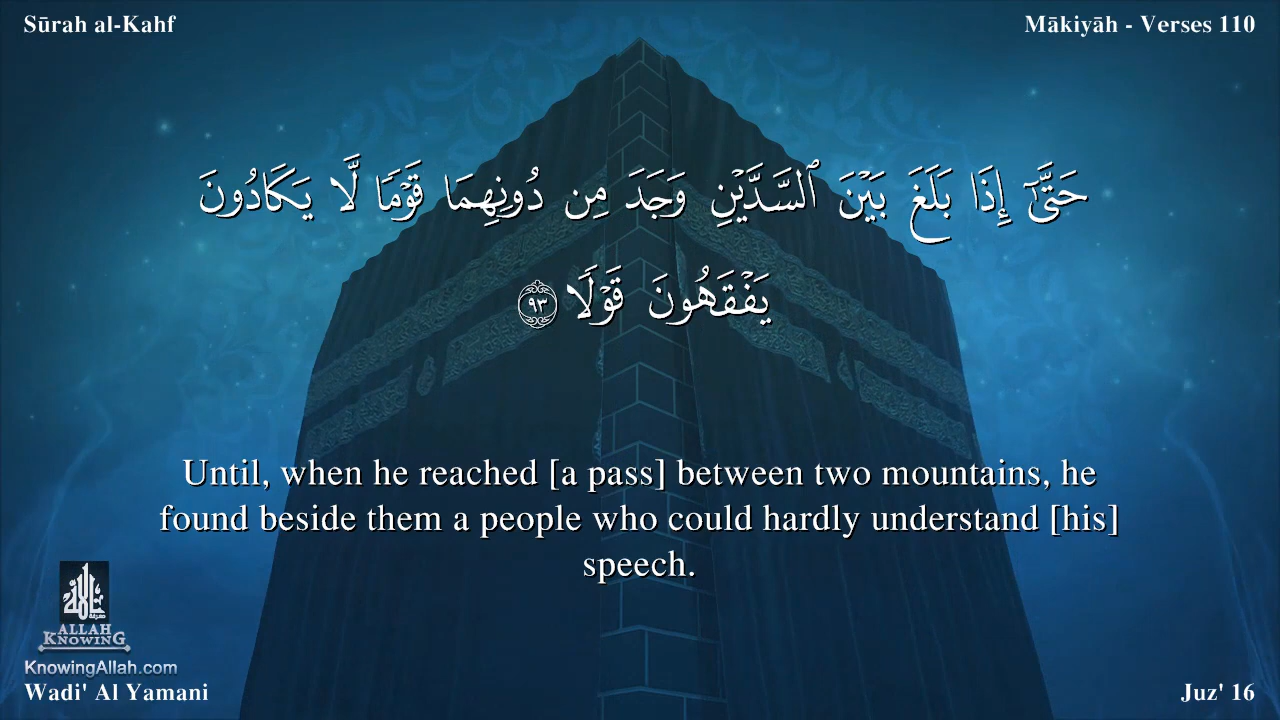 Sūrah al-Kahf
Mākiyāh - Verses 110
حَتَّىٰٓ إِذَا بَلَغَ بَيْنَ ٱلسَّدَّيْنِ وَجَدَ مِن دُونِهِمَا قَوْمًا لَّا يَكَادُونَ
يَفْقَهُونَ قَوْلًا ٩٣
Until, when he reached [a pass] between two mountains, he
found beside them a people who could hardly understand [his]
speech.
ALLAH
KNOWING
KnowingAllah.com
Wadi' Al Yamani
Juz' 16